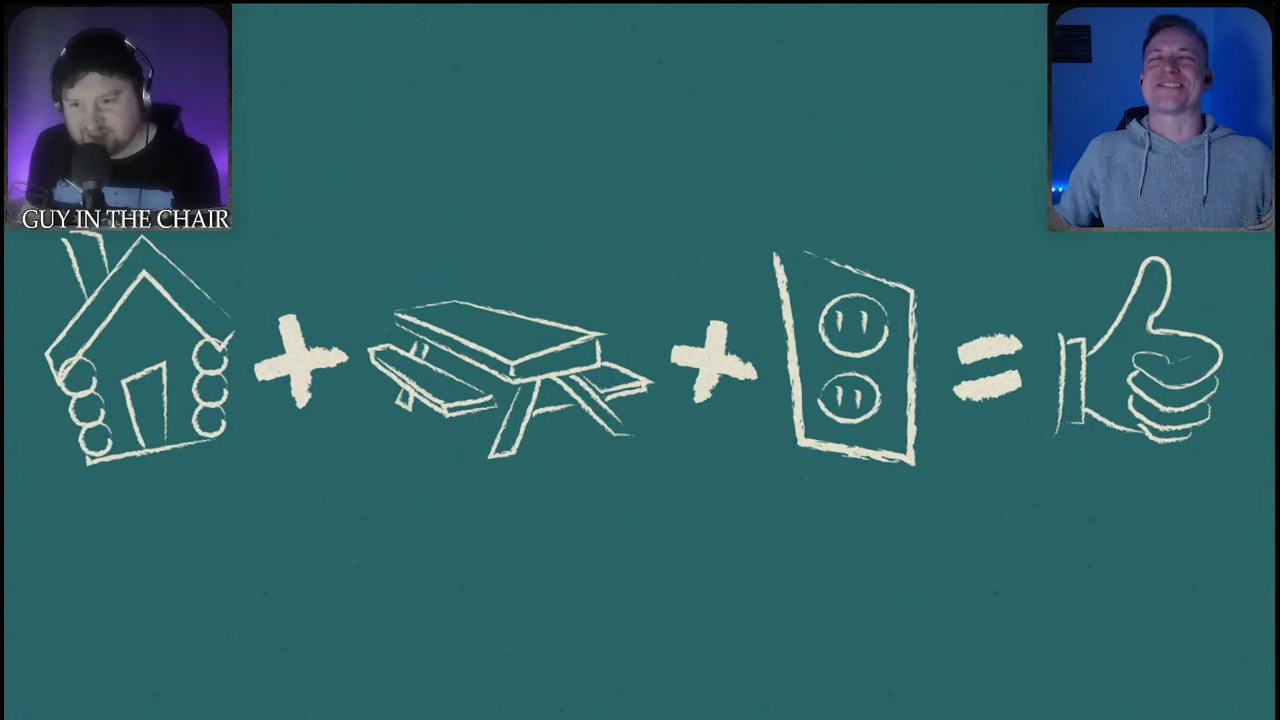 GUY IN THE CHAIR
+ + =